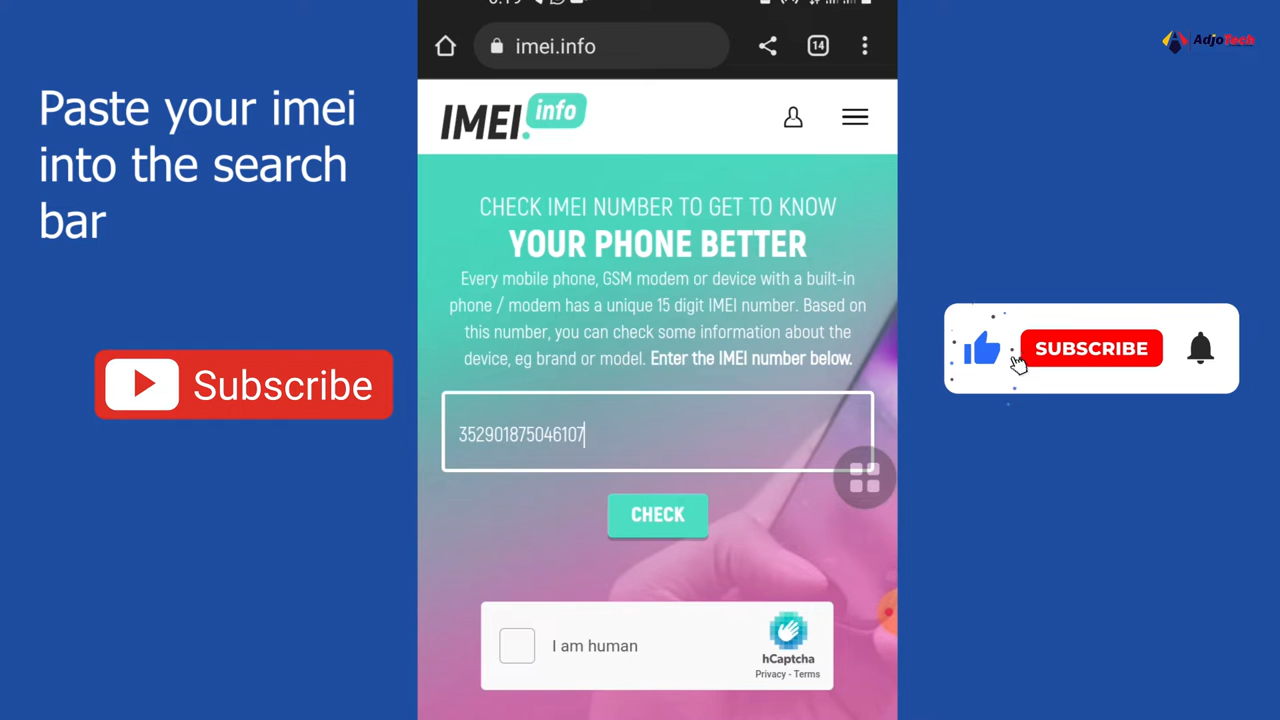 imei.info
14
AdjoTech
Paste your imei
into the search
bar
IMEI.info
CHECK IMEI NUMBER TO GET TO KNOW
YOUR PHONE BETTER
Every mobile phone, GSM modem or device with a built-in
phone / modem has a unique 15 digit IMEI number. Based on
this number, you can check some information about the
device, eg brand or model. Enter the IMEI number below.
Subscribe
SUBSCRIBE
352901875046107
CHECK
I am human
hCaptcha
Privacy - Terms